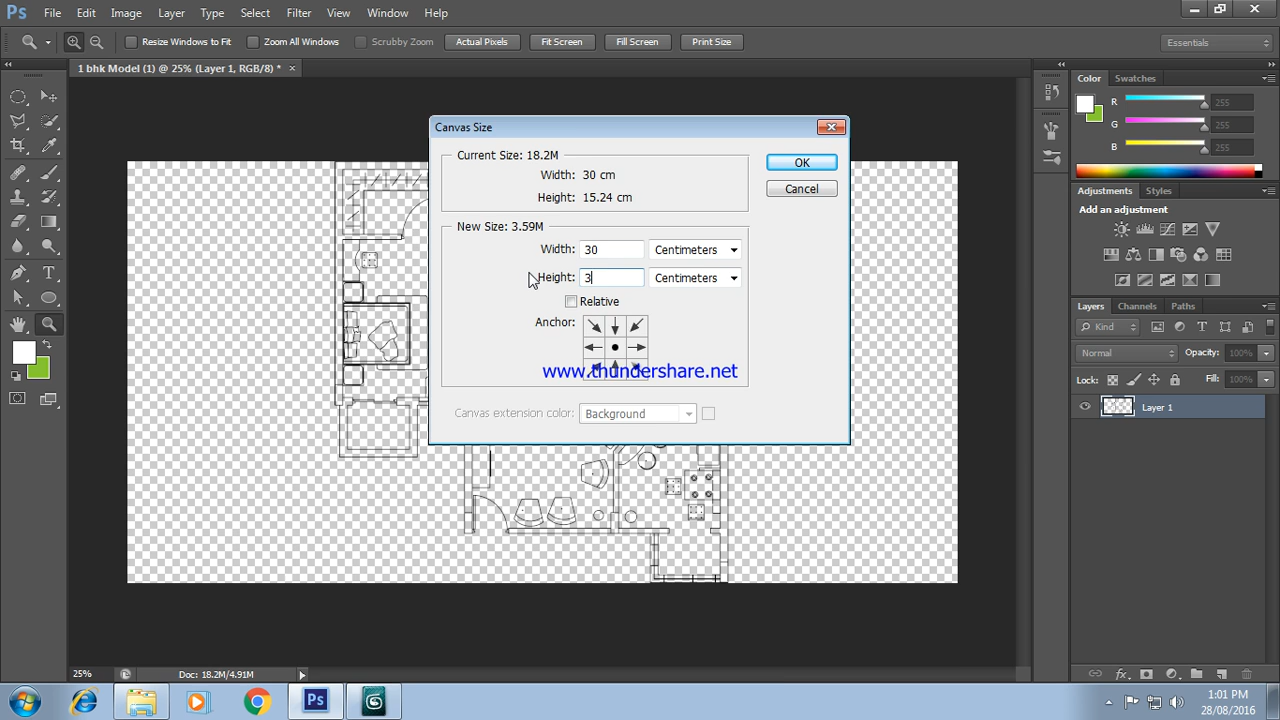 Ps File Edit Image Layer Type Select Filter View Window Help
Resize Windows to Fit Zoom All Windows Scrubby Zoom Actual Pixels Fit Screen Fill Screen Print Size Essentials
1 bhk Model (1) @ 25% (Layer 1, RGB/8) * ×
Canvas Size
Current Size: 18.2M
Width: 30 cm
Height: 15.24 cm
OK
Cancel
New Size: 3.59M
Width: 30 Centimeters
Height: 3 Centimeters
Relative
Anchor:
www.thundershare.net
Canvas extension color: Background
Color Swatches
R 255
G 255
B 255
Adjustments Styles
Add an adjustment
Layers Channels Paths
Kind
Normal Opacity: 100%
Lock: Fill: 100%
Layer 1
T
25% Doc: 18.2M/4.91M
Ps
1:01 PM
28/08/2016